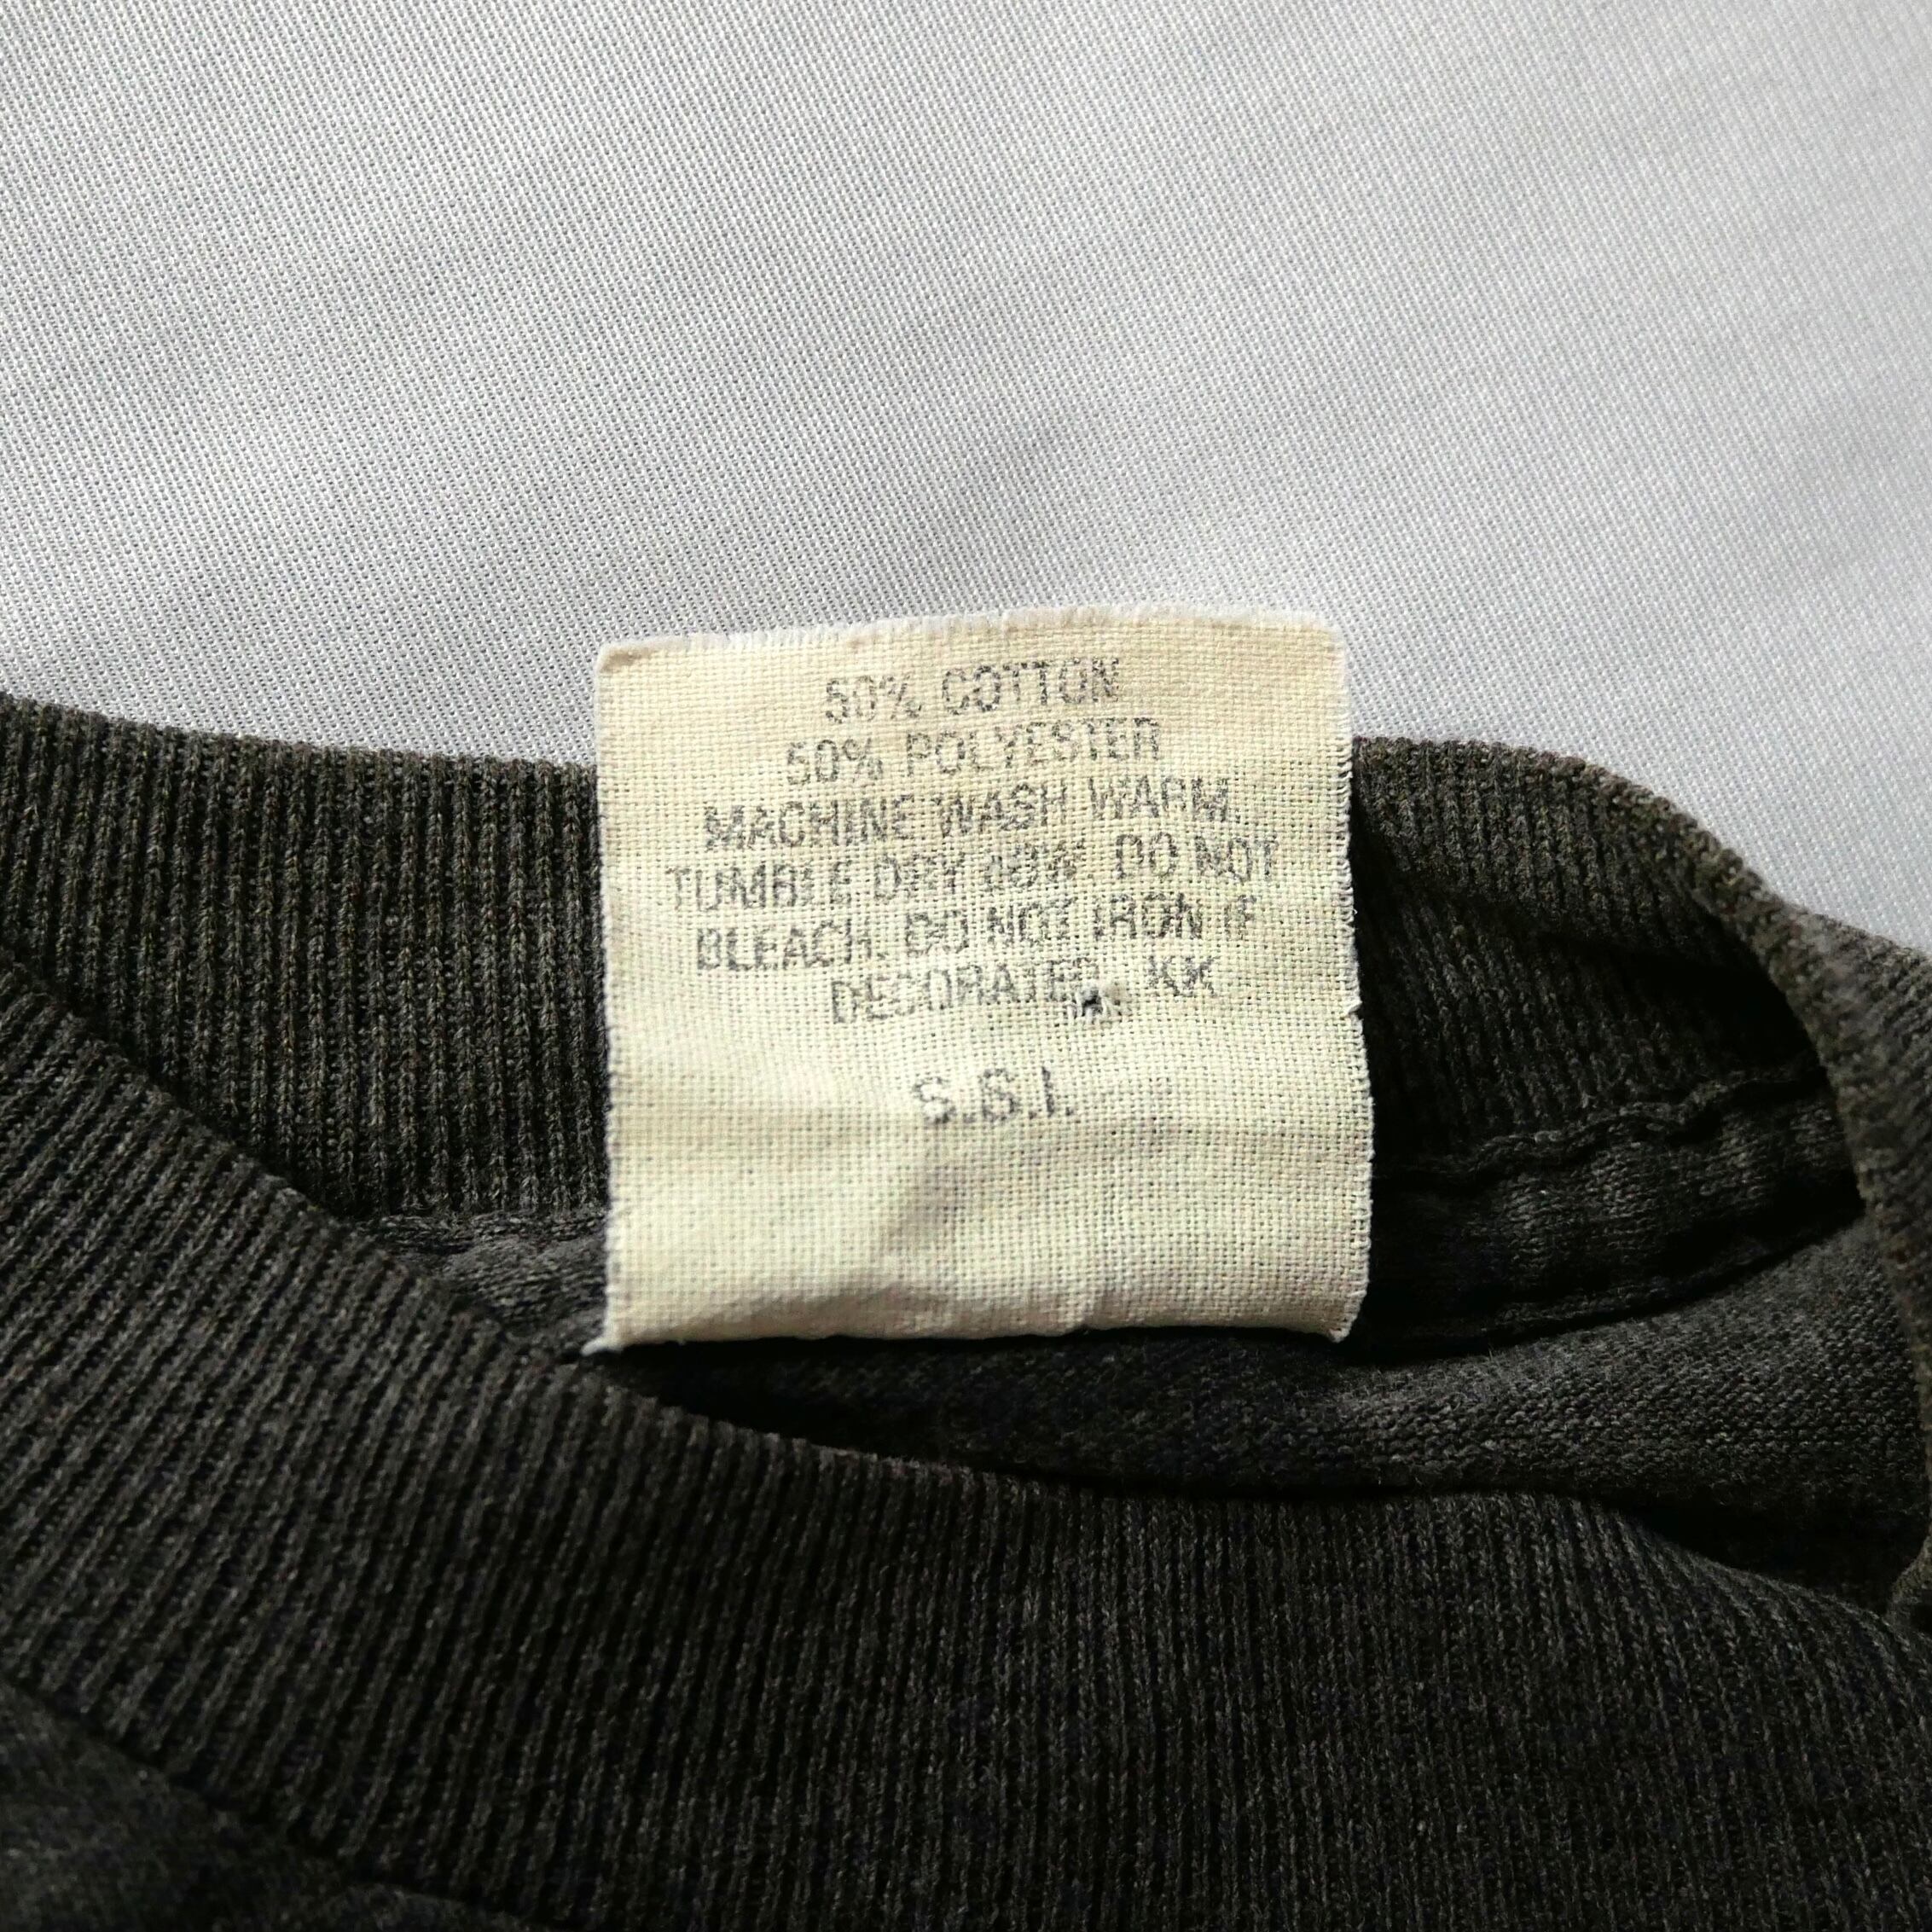 50% COTTON
50% POLYESTER
MACHINE WASH WARM.
TUMBLE DRY LOW. DO NOT
BLEACH. DO NOT IRON IF
DECORATED. KK
S.S.I.